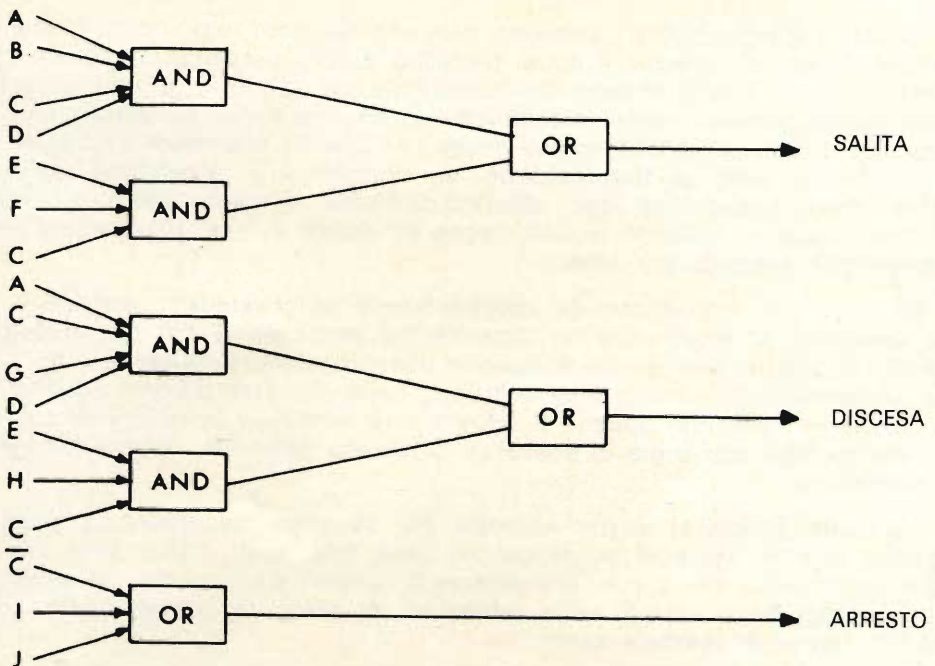 A
B
AND
C
D
OR
SALITA
E
F
AND
C
A
C
AND
G
D
OR
DISCESA
E
H
AND
C
C̅
I
OR
ARRESTO
J